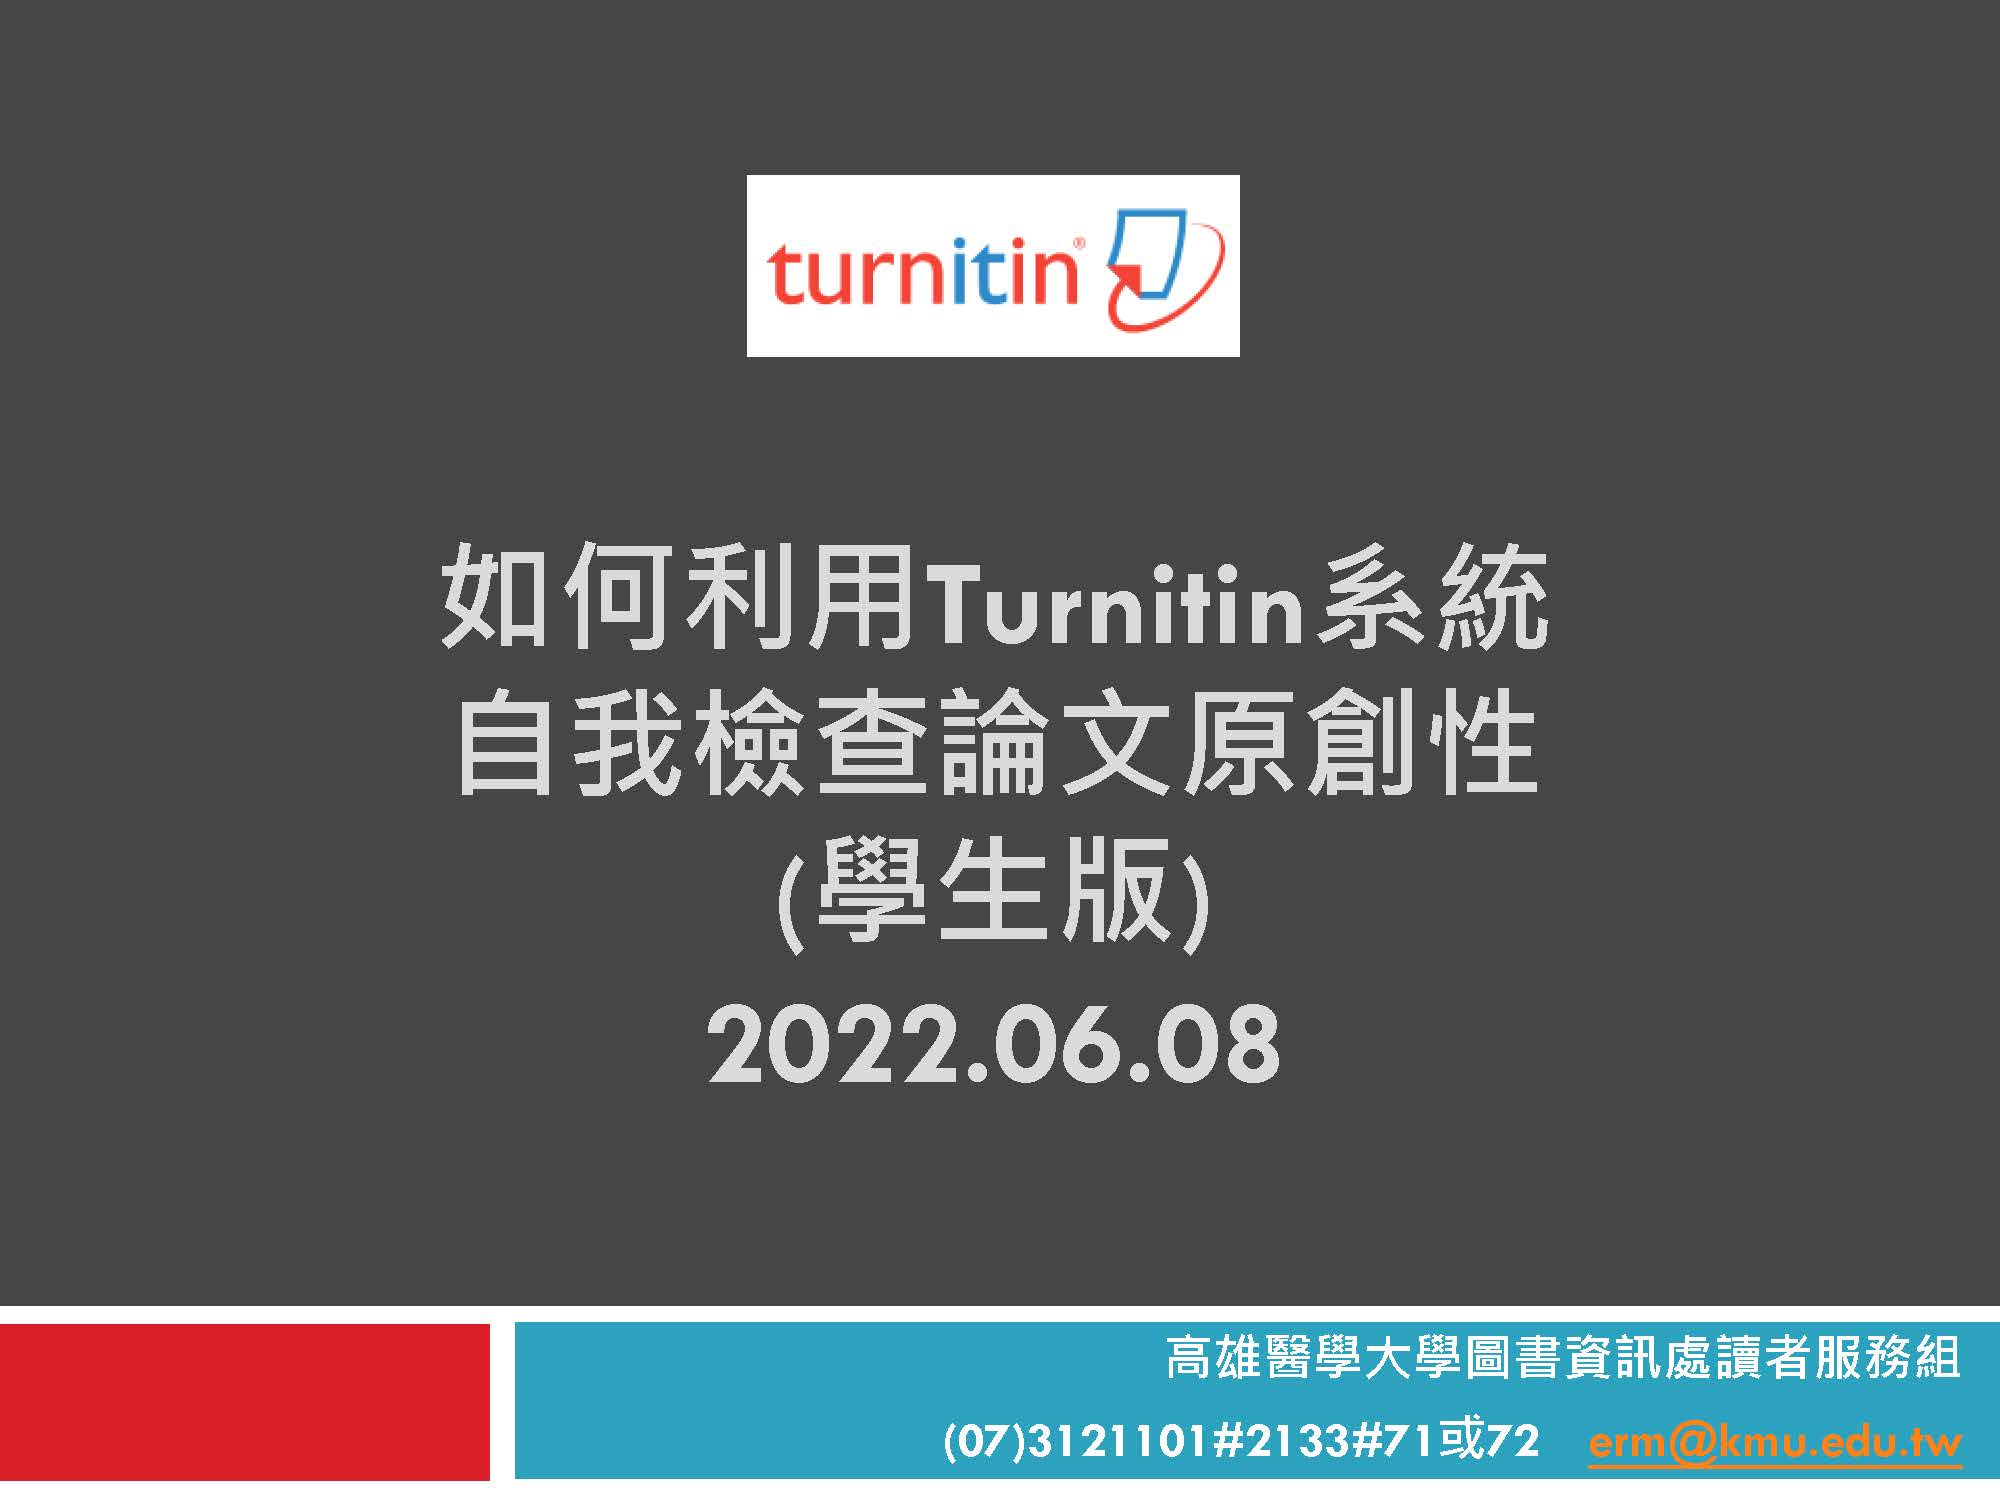 turnitin®
如何利用Turnitin系統
自我檢查論文原創性
(學生版)
2022.06.08
高雄醫學大學圖書資訊處讀者服務組
(07)3121101#2133#71或72 erm@kmu.edu.tw